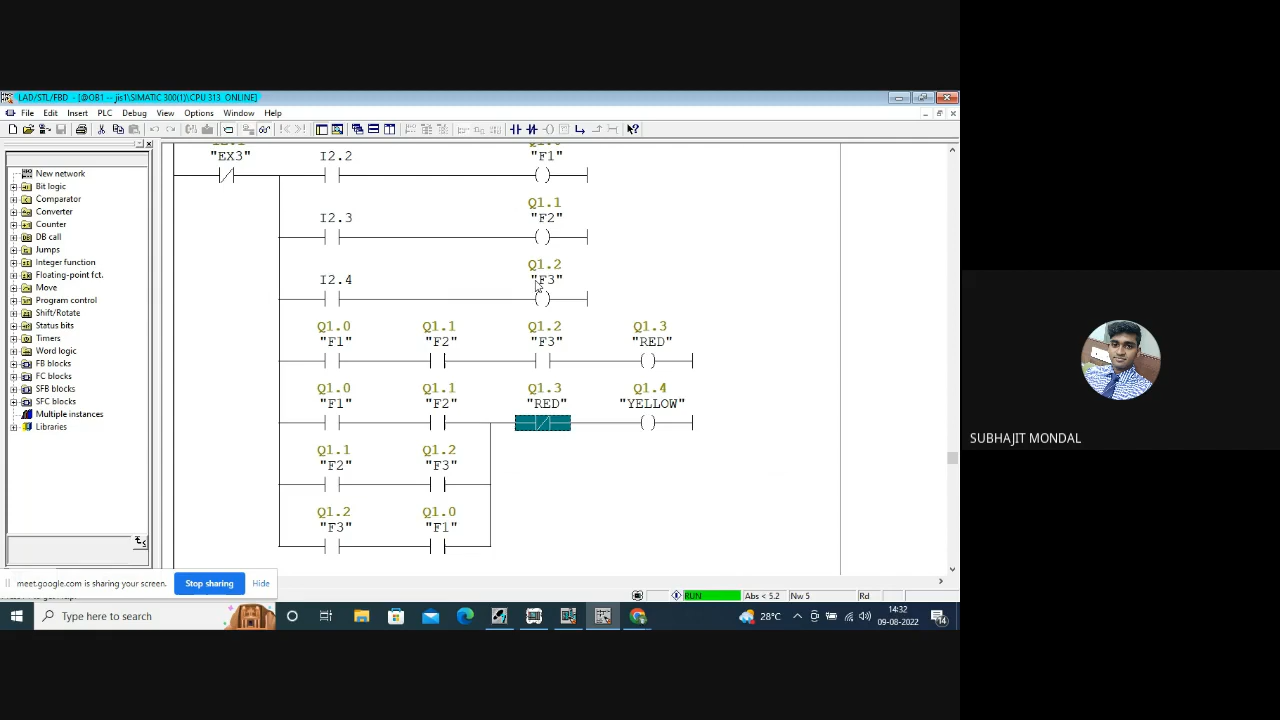 LAD/STL/FBD - [@OB1 -- jis1\SIMATIC 300(1)\CPU 313 ONLINE]
File Edit Insert PLC Debug View Options Window Help
New network
Bit logic
Comparator
Converter
Counter
DB call
Jumps
Integer function
Floating-point fct.
Move
Program control
Shift/Rotate
Status bits
Timers
Word logic
FB blocks
FC blocks
SFB blocks
SFC blocks
Multiple instances
Libraries
"EX3" I2.2 "F1"
Q1.1
I2.3 "F2"
Q1.2
I2.4 "F3"
Q1.0 Q1.1 Q1.2 Q1.3
"F1" "F2" "F3" "RED"
Q1.0 Q1.1 Q1.3 Q1.4
"F1" "F2" "RED" "YELLOW"
Q1.1 Q1.2
"F2" "F3"
Q1.2 Q1.0
"F3" "F1"
meet.google.com is sharing your screen. Stop sharing Hide
RUN Abs < 5.2 Nw 5 Rd
Type here to search
28°C
14:32
09-08-2022
14
SUBHAJIT MONDAL